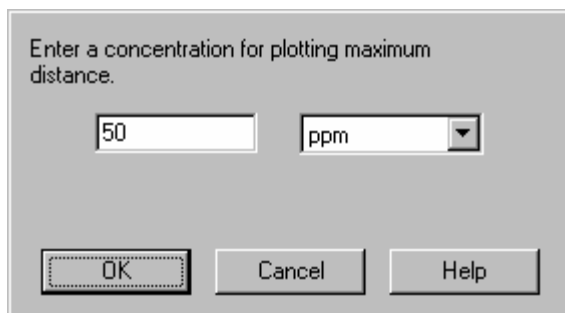 Enter a concentration for plotting maximum
distance.
50 ppm
OK Cancel Help